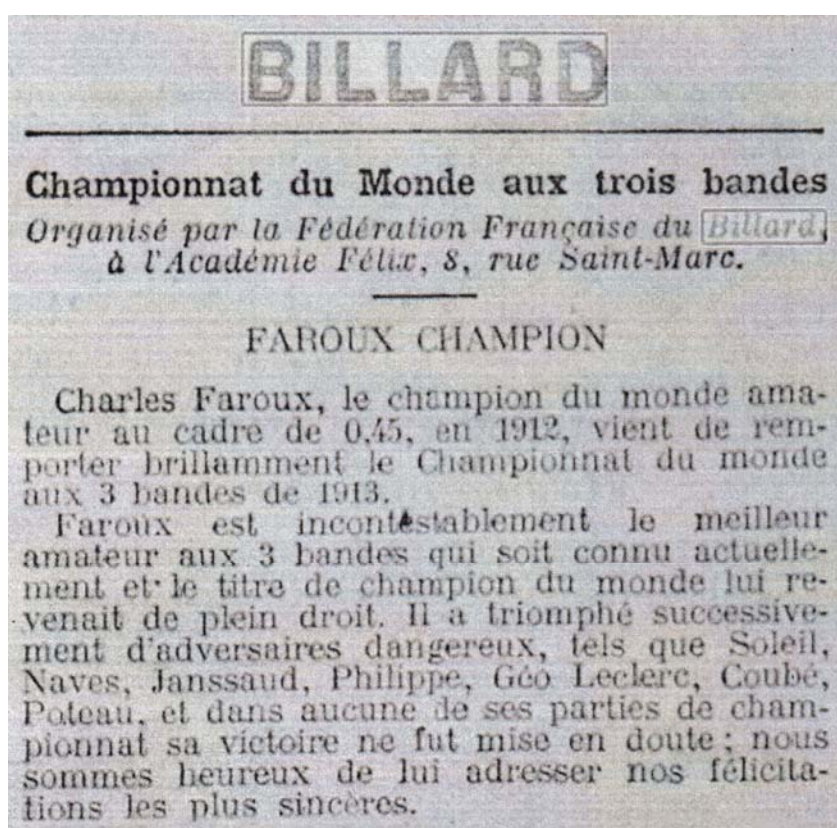 BILLARD
Championnat du Monde aux trois bandes
Organisé par la Fédération Française du Billard,
à l'Académie Félix, 8, rue Saint-Marc.
FAROUX CHAMPION
Charles Faroux, le champion du monde ama-
teur au cadre de 0,45, en 1912, vient de rem-
porter brillamment le Championnat du monde
aux 3 bandes de 1913.
Faroux est incontestablement le meilleur
amateur aux 3 bandes qui soit connu actuelle-
ment et le titre de champion du monde lui re-
venait de plein droit. Il a triomphé successive-
ment d'adversaires dangereux, tels que Soleil,
Naves, Janssaud, Philippe, Géo Leclerc, Coubé,
Poteau, et dans aucune de ses parties de cham-
pionnat sa victoire ne fut mise en doute ; nous
sommes heureux de lui adresser nos félicita-
tions les plus sincères.